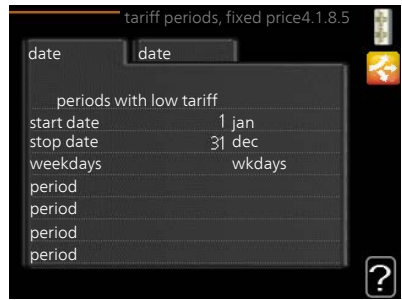 tariff periods, fixed price4.1.8.5
date date
periods with low tariff
start date 1 jan
stop date 31 dec
weekdays wkdays
period
period
period
period
?